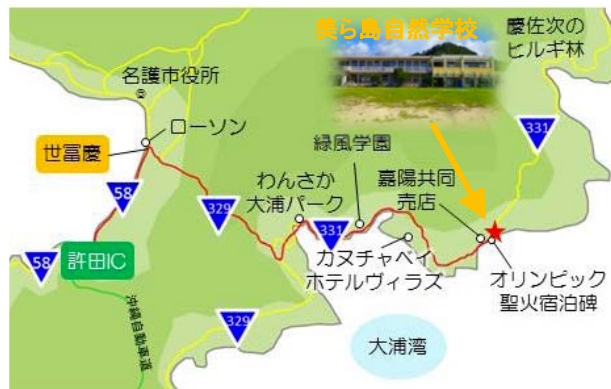 美ら島自然学校
慶佐次の
ヒルギ林
名護市役所
ローソン
331
世冨慶
緑風学園
58
わんさか
大浦パーク
嘉陽共同
売店
329
331
58
許田IC
カヌチャベイ
ホテルヴィラズ
オリンピック
聖火宿泊碑
沖縄自動車道
329
大浦湾